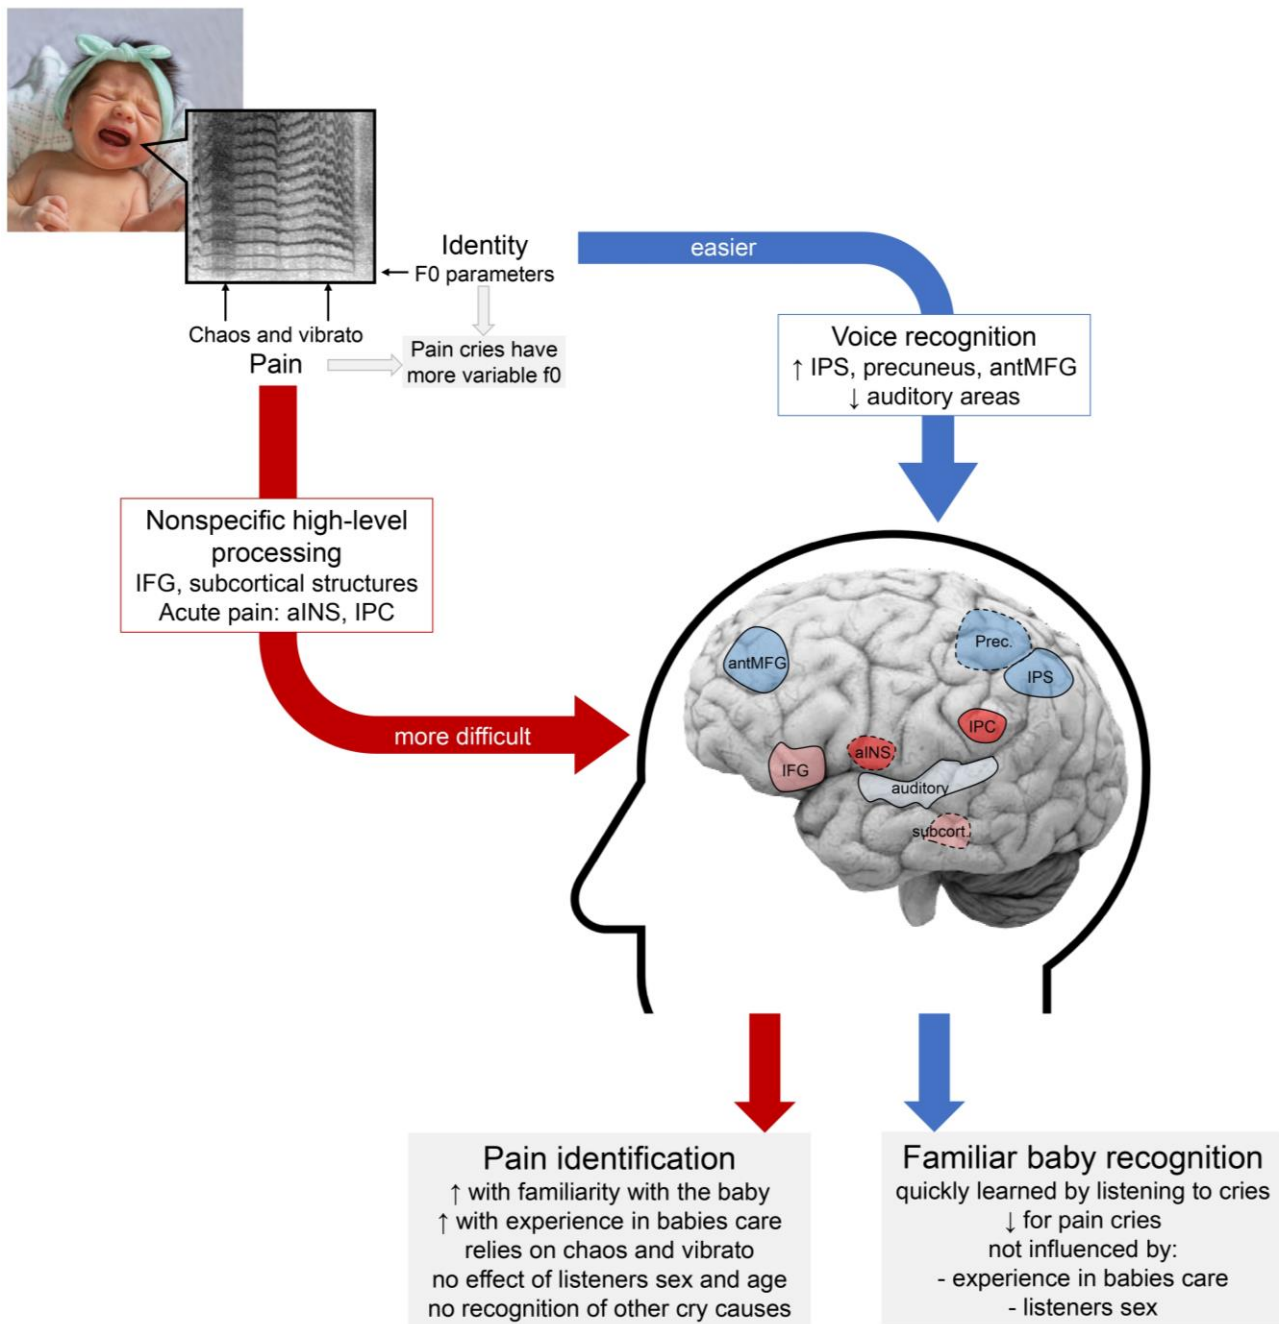 Identity
F0 parameters
Chaos and vibrato
Pain
Pain cries have
more variable f0
easier
Voice recognition
↑ IPS, precuneus, antMFG
↓ auditory areas
Nonspecific high-level
processing
IFG, subcortical structures
Acute pain: aINS, IPC
more difficult
antMFG
Prec.
IPS
IPC
aINS
IFG
auditory
subcort.
Pain identification
↑ with familiarity with the baby
↑ with experience in babies care
relies on chaos and vibrato
no effect of listeners sex and age
no recognition of other cry causes
Familiar baby recognition
quickly learned by listening to cries
↓ for pain cries
not influenced by:
- experience in babies care
- listeners sex